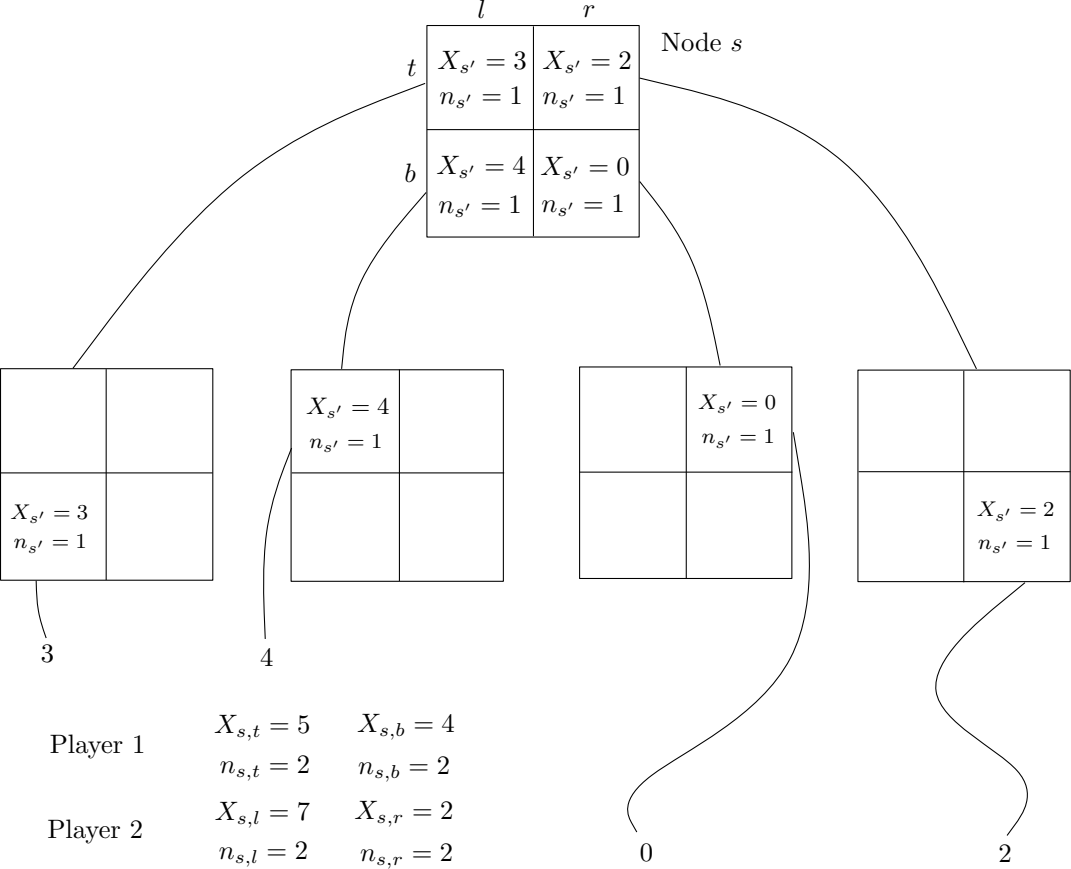 l r
Node s
t X_{s'} = 3 X_{s'} = 2
n_{s'} = 1 n_{s'} = 1
b X_{s'} = 4 X_{s'} = 0
n_{s'} = 1 n_{s'} = 1
X_{s'} = 3
n_{s'} = 1
X_{s'} = 4
n_{s'} = 1
X_{s'} = 0
n_{s'} = 1
X_{s'} = 2
n_{s'} = 1
3
4
0
2
Player 1
X_{s,t} = 5 X_{s,b} = 4
n_{s,t} = 2 n_{s,b} = 2
Player 2
X_{s,l} = 7 X_{s,r} = 2
n_{s,l} = 2 n_{s,r} = 2